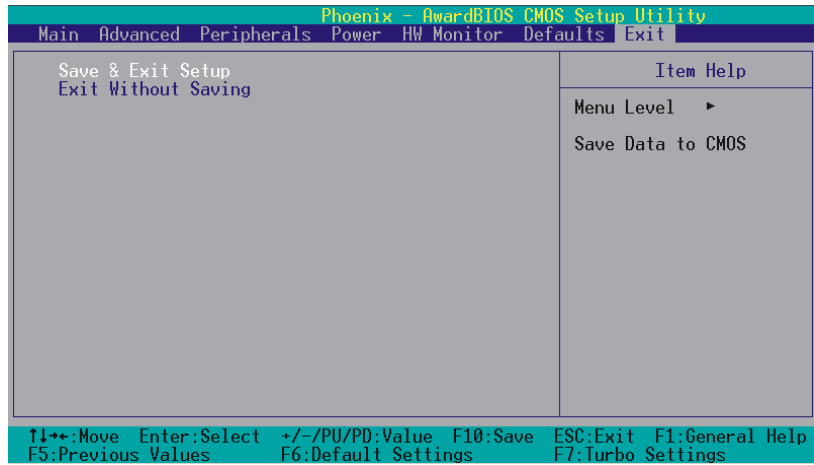 Phoenix - AwardBIOS CMOS Setup Utility
Main Advanced Peripherals Power HW Monitor Defaults Exit
Save & Exit Setup
Exit Without Saving
Item Help
Menu Level ►
Save Data to CMOS
↑↓→←:Move Enter:Select +/-/PU/PD:Value F10:Save ESC:Exit F1:General Help
F5:Previous Values F6:Default Settings F7:Turbo Settings